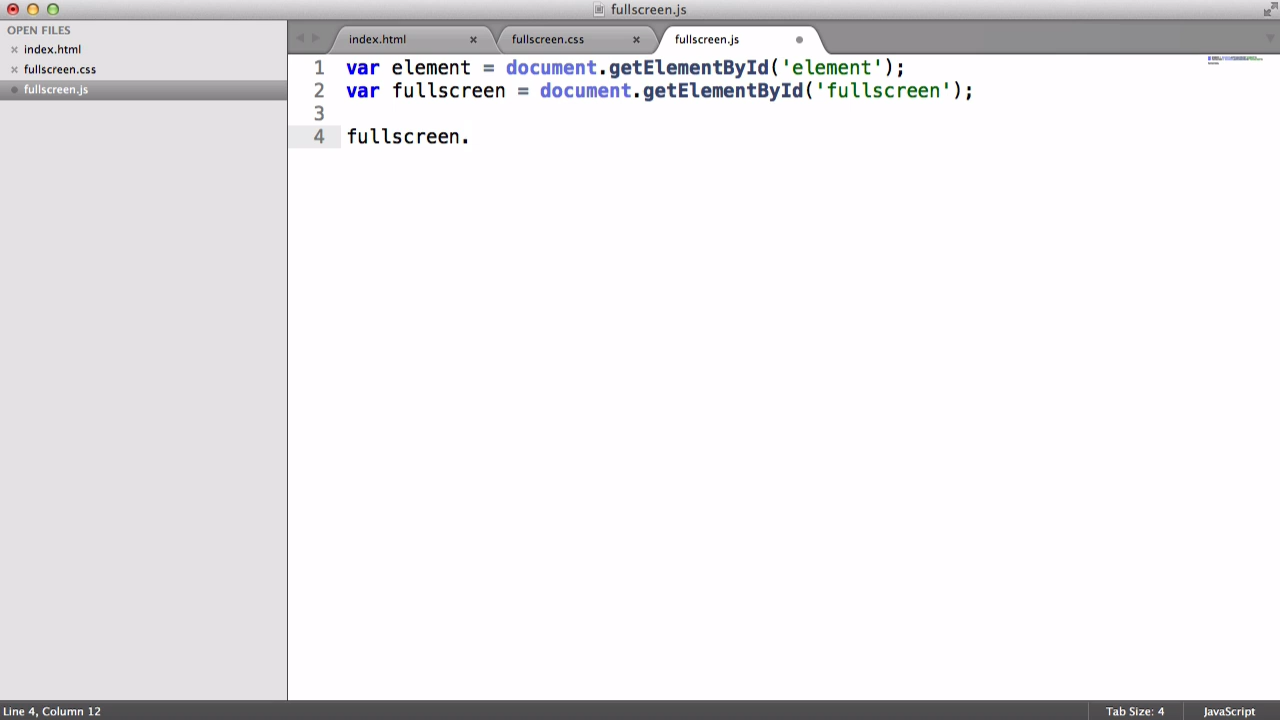 fullscreen.js
OPEN FILES
index.html
fullscreen.css
fullscreen.js
index.html
fullscreen.css
fullscreen.js
1 var element = document.getElementById('element');
2 var fullscreen = document.getElementById('fullscreen');
3
4 fullscreen.
Line 4, Column 12
Tab Size: 4
JavaScript